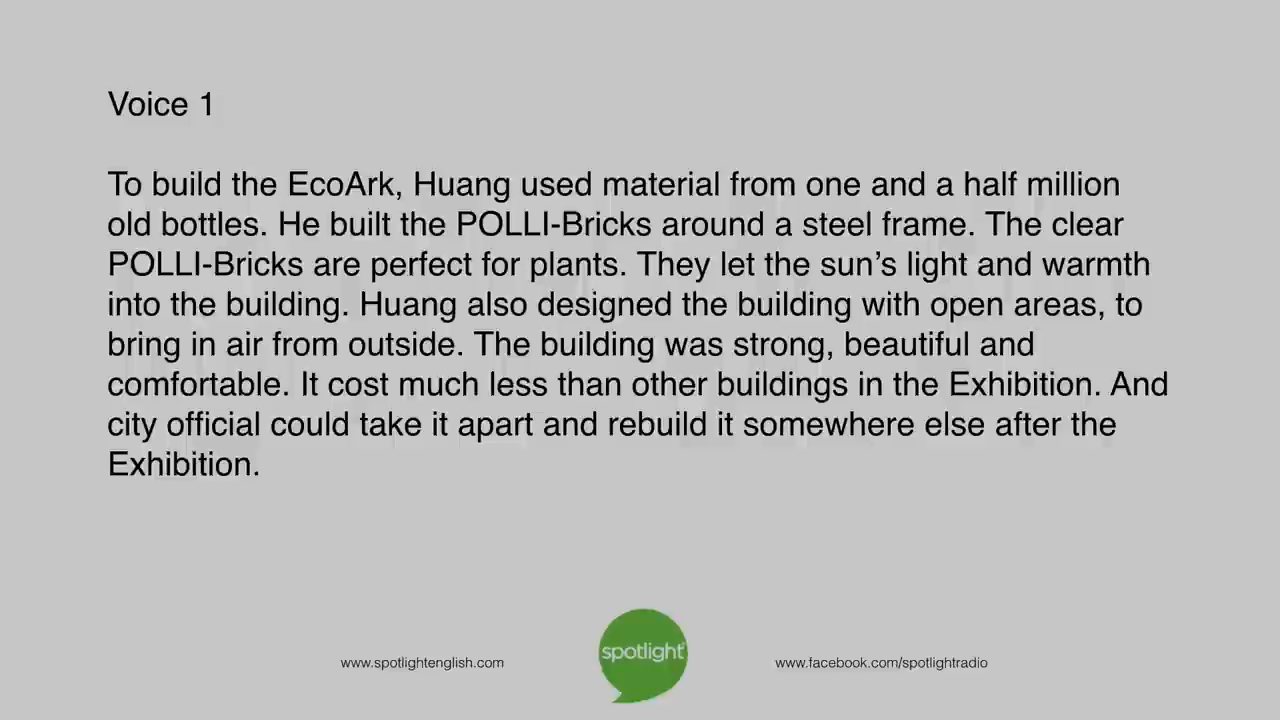 Voice 1
To build the EcoArk, Huang used material from one and a half million
old bottles. He built the POLLI-Bricks around a steel frame. The clear
POLLI-Bricks are perfect for plants. They let the sun’s light and warmth
into the building. Huang also designed the building with open areas, to
bring in air from outside. The building was strong, beautiful and
comfortable. It cost much less than other buildings in the Exhibition. And
city official could take it apart and rebuild it somewhere else after the
Exhibition.
www.spotlightenglish.com
spotlight
www.facebook.com/spotlightradio